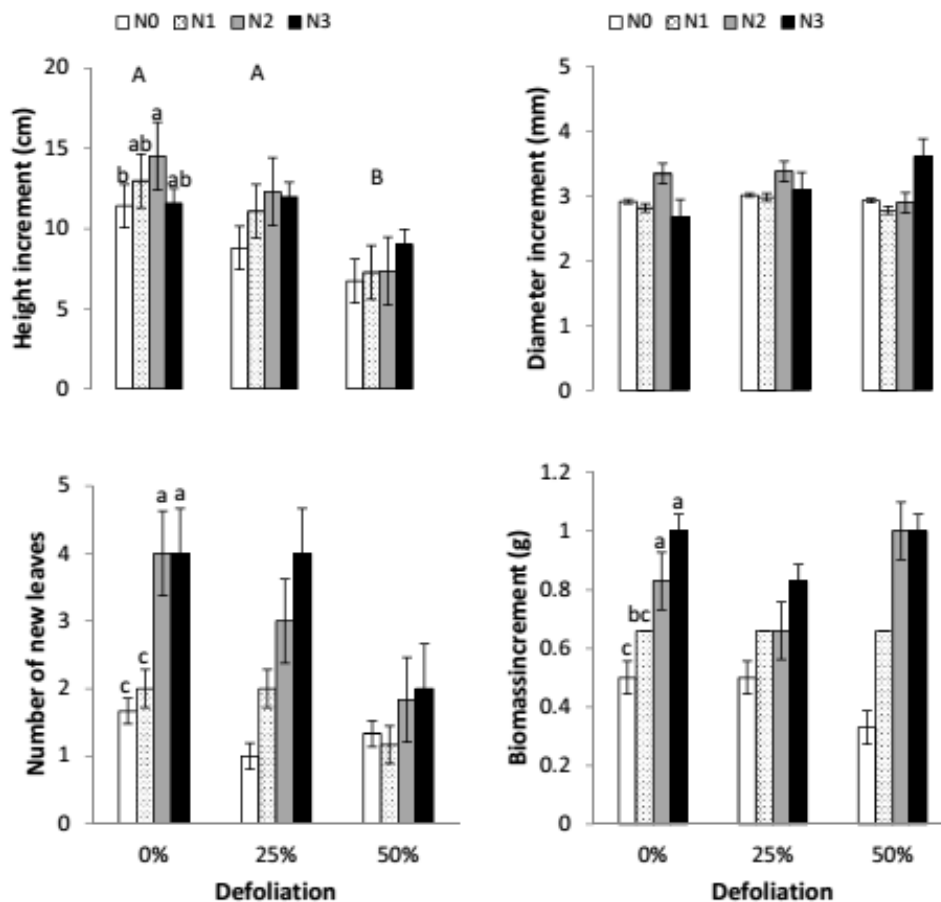 N0 N1 N2 N3
N0 N1 N2 N3
Height increment (cm)
20
15
10
5
0
A
A
B
b
ab
a
ab
Diameter increment (mm)
5
4
3
2
1
0
Number of new leaves
5
4
3
2
1
0
c
c
a
a
0% 25% 50%
Defoliation
Biomassincrement (g)
1.2
1
0.8
0.6
0.4
0.2
0
c
bc
a
a
0% 25% 50%
Defoliation